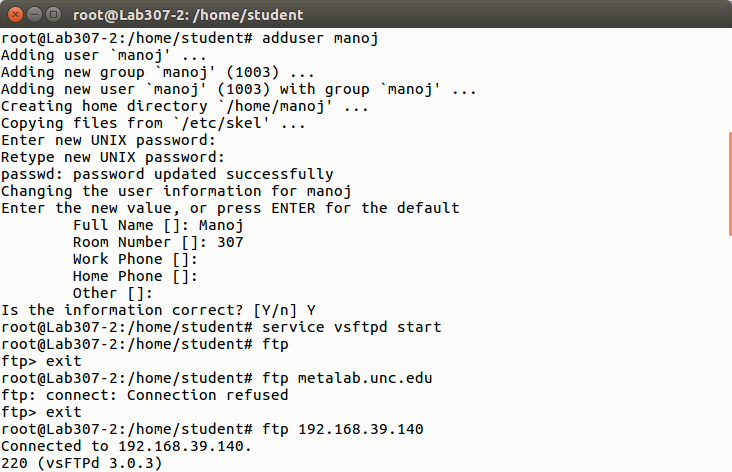 root@Lab307-2: /home/student
root@Lab307-2:/home/student# adduser manoj
Adding user `manoj' ...
Adding new group `manoj' (1003) ...
Adding new user `manoj' (1003) with group `manoj' ...
Creating home directory `/home/manoj' ...
Copying files from `/etc/skel' ...
Enter new UNIX password:
Retype new UNIX password:
passwd: password updated successfully
Changing the user information for manoj
Enter the new value, or press ENTER for the default
        Full Name []: Manoj
        Room Number []: 307
        Work Phone []:
        Home Phone []:
        Other []:
Is the information correct? [Y/n] Y
root@Lab307-2:/home/student# service vsftpd start
root@Lab307-2:/home/student# ftp
ftp> exit
root@Lab307-2:/home/student# ftp metalab.unc.edu
ftp: connect: Connection refused
ftp> exit
root@Lab307-2:/home/student# ftp 192.168.39.140
Connected to 192.168.39.140.
220 (vsFTPd 3.0.3)